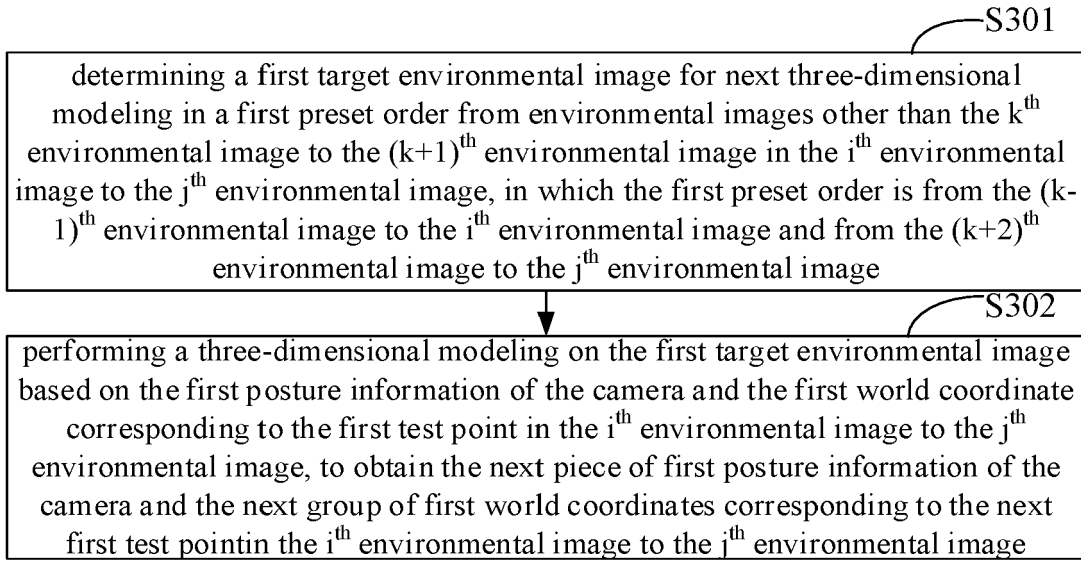 S301
determining a first target environmental image for next three-dimensional
modeling in a first preset order from environmental images other than the kth
environmental image to the (k+1)th environmental image in the ith environmental
image to the jth environmental image, in which the first preset order is from the (k-
1)th environmental image to the ith environmental image and from the (k+2)th
environmental image to the jth environmental image
S302
performing a three-dimensional modeling on the first target environmental image
based on the first posture information of the camera and the first world coordinate
corresponding to the first test point in the ith environmental image to the jth
environmental image, to obtain the next piece of first posture information of the
camera and the next group of first world coordinates corresponding to the next
first test pointin the ith environmental image to the jth environmental image